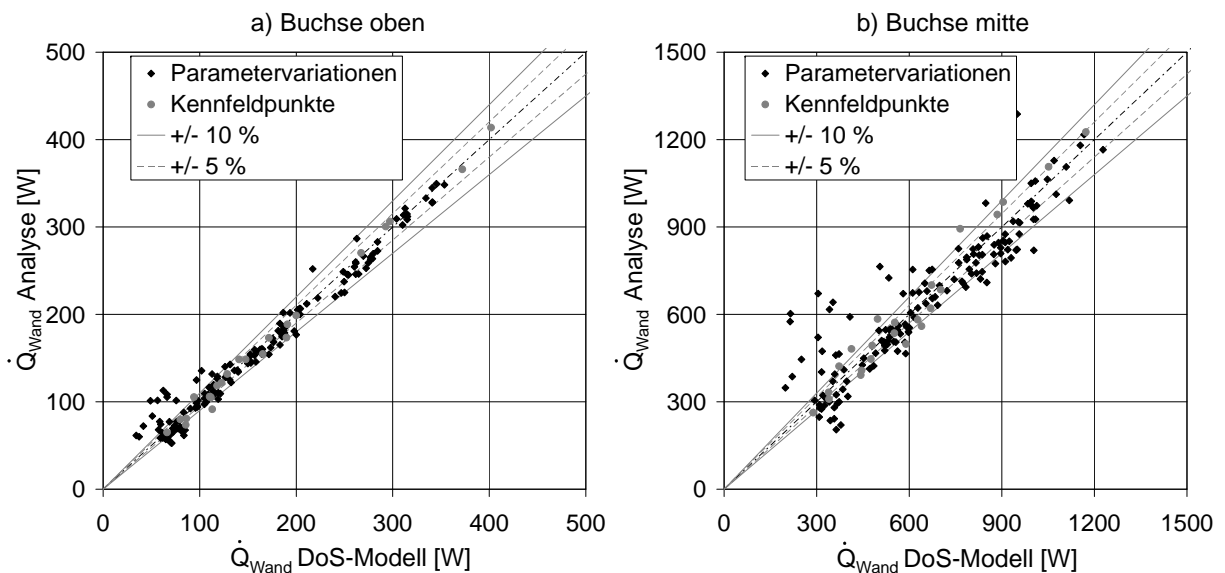 a) Buchse oben
b) Buchse mitte
Q̇Wand Analyse [W]
500
400
300
200
100
0
Parametervariationen
Kennfeldpunkte
+/- 10 %
+/- 5 %
0 100 200 300 400 500
Q̇Wand DoS-Modell [W]
Q̇Wand Analyse [W]
1500
1200
900
600
300
0
Parametervariationen
Kennfeldpunkte
+/- 10 %
+/- 5 %
0 300 600 900 1200 1500
Q̇Wand DoS-Modell [W]